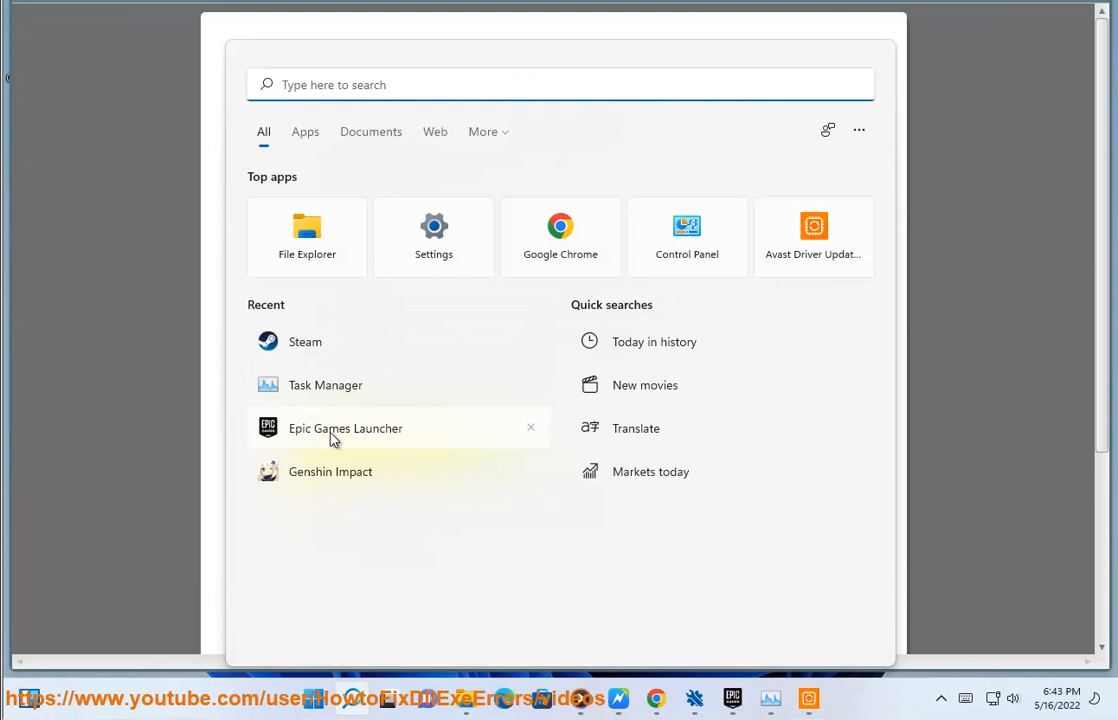 Type here to search
All Apps Documents Web More
Top apps
File Explorer Settings Google Chrome Control Panel Avast Driver Updat...
Recent Quick searches
Steam Today in history
Task Manager New movies
EPIC GAMES Epic Games Launcher Translate
Genshin Impact Markets today
6:43 PM
https://www.youtube.com/user/HowtoFixDllExeErrors/videos
5/16/2022